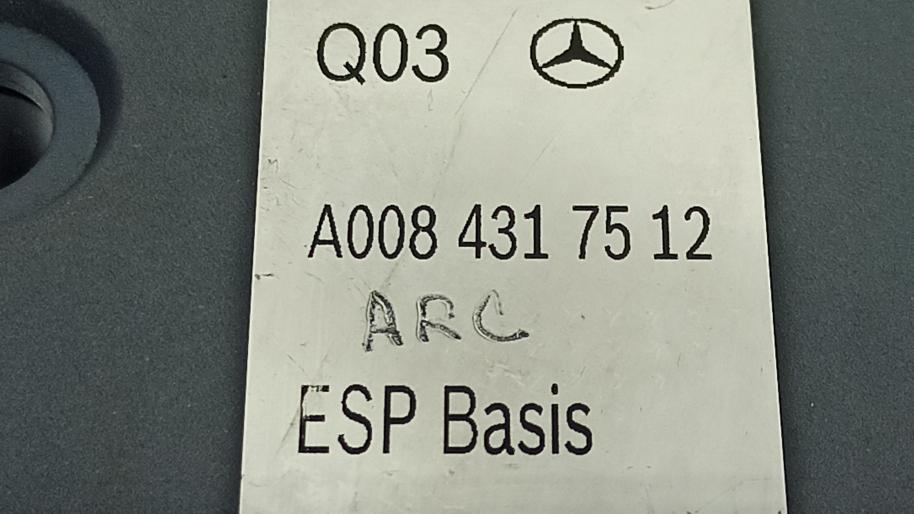 Q03
A008 431 75 12
ARC
ESP Basis